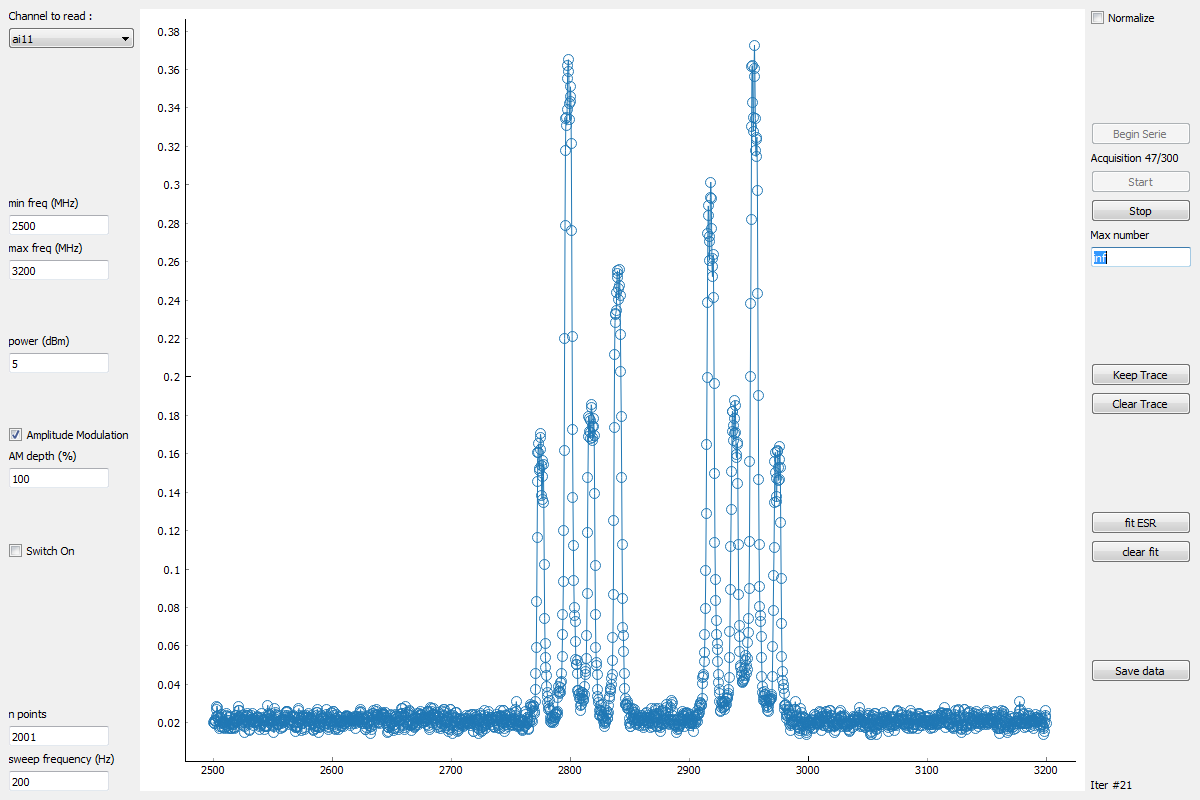 Channel to read :
ai11
min freq (MHz)
2500
max freq (MHz)
3200
power (dBm)
5
Amplitude Modulation
AM depth (%)
100
Switch On
n points
2001
sweep frequency (Hz)
200
0.38
0.36
0.34
0.32
0.3
0.28
0.26
0.24
0.22
0.2
0.18
0.16
0.14
0.12
0.1
0.08
0.06
0.04
0.02
2500
2600
2700
2800
2900
3000
3100
3200
Normalize
Begin Serie
Acquisition 47/300
Start
Stop
Max number
inf
Keep Trace
Clear Trace
fit ESR
clear fit
Save data
Iter #21